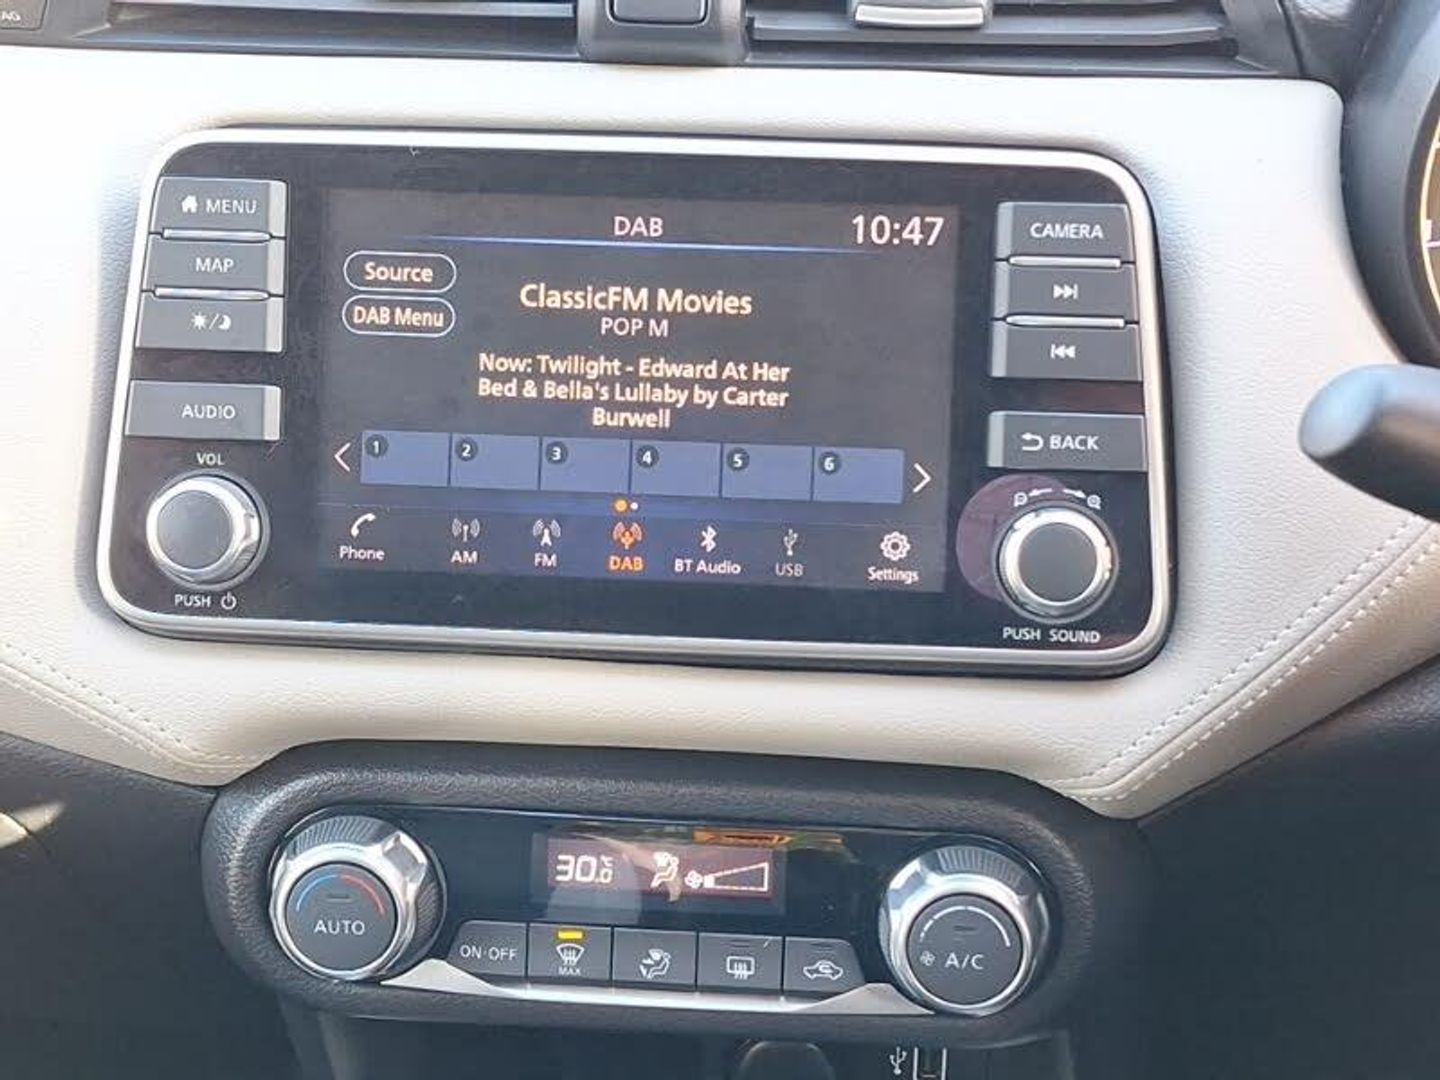 AG
MENU
MAP
AUDIO
VOL
PUSH
DAB
10:47
Source
DAB Menu
ClassicFM Movies
POP M
Now: Twilight - Edward At Her
Bed & Bella's Lullaby by Carter
Burwell
1 2 3 4 5 6
Phone AM FM DAB BT Audio USB Settings
CAMERA
BACK
PUSH SOUND
30.0 °C
AUTO
ON·OFF
MAX
A/C